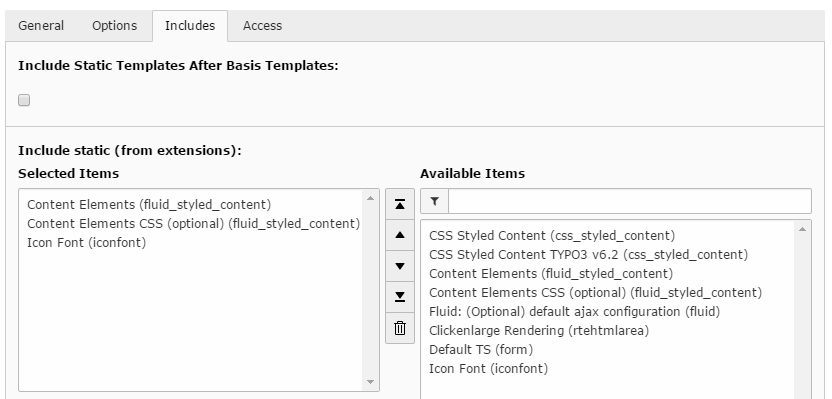 General Options Includes Access
Include Static Templates After Basis Templates:
Include static (from extensions):
Selected Items
Content Elements (fluid_styled_content)
Content Elements CSS (optional) (fluid_styled_content)
Icon Font (iconfont)
Available Items
CSS Styled Content (css_styled_content)
CSS Styled Content TYPO3 v6.2 (css_styled_content)
Content Elements (fluid_styled_content)
Content Elements CSS (optional) (fluid_styled_content)
Fluid: (Optional) default ajax configuration (fluid)
Clickenlarge Rendering (rtehtmlarea)
Default TS (form)
Icon Font (iconfont)